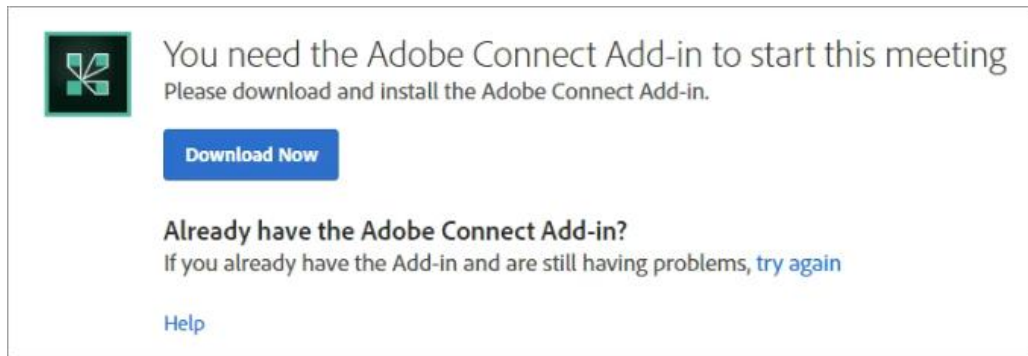 You need the Adobe Connect Add-in to start this meeting
Please download and install the Adobe Connect Add-in.
Download Now
Already have the Adobe Connect Add-in?
If you already have the Add-in and are still having problems, try again
Help